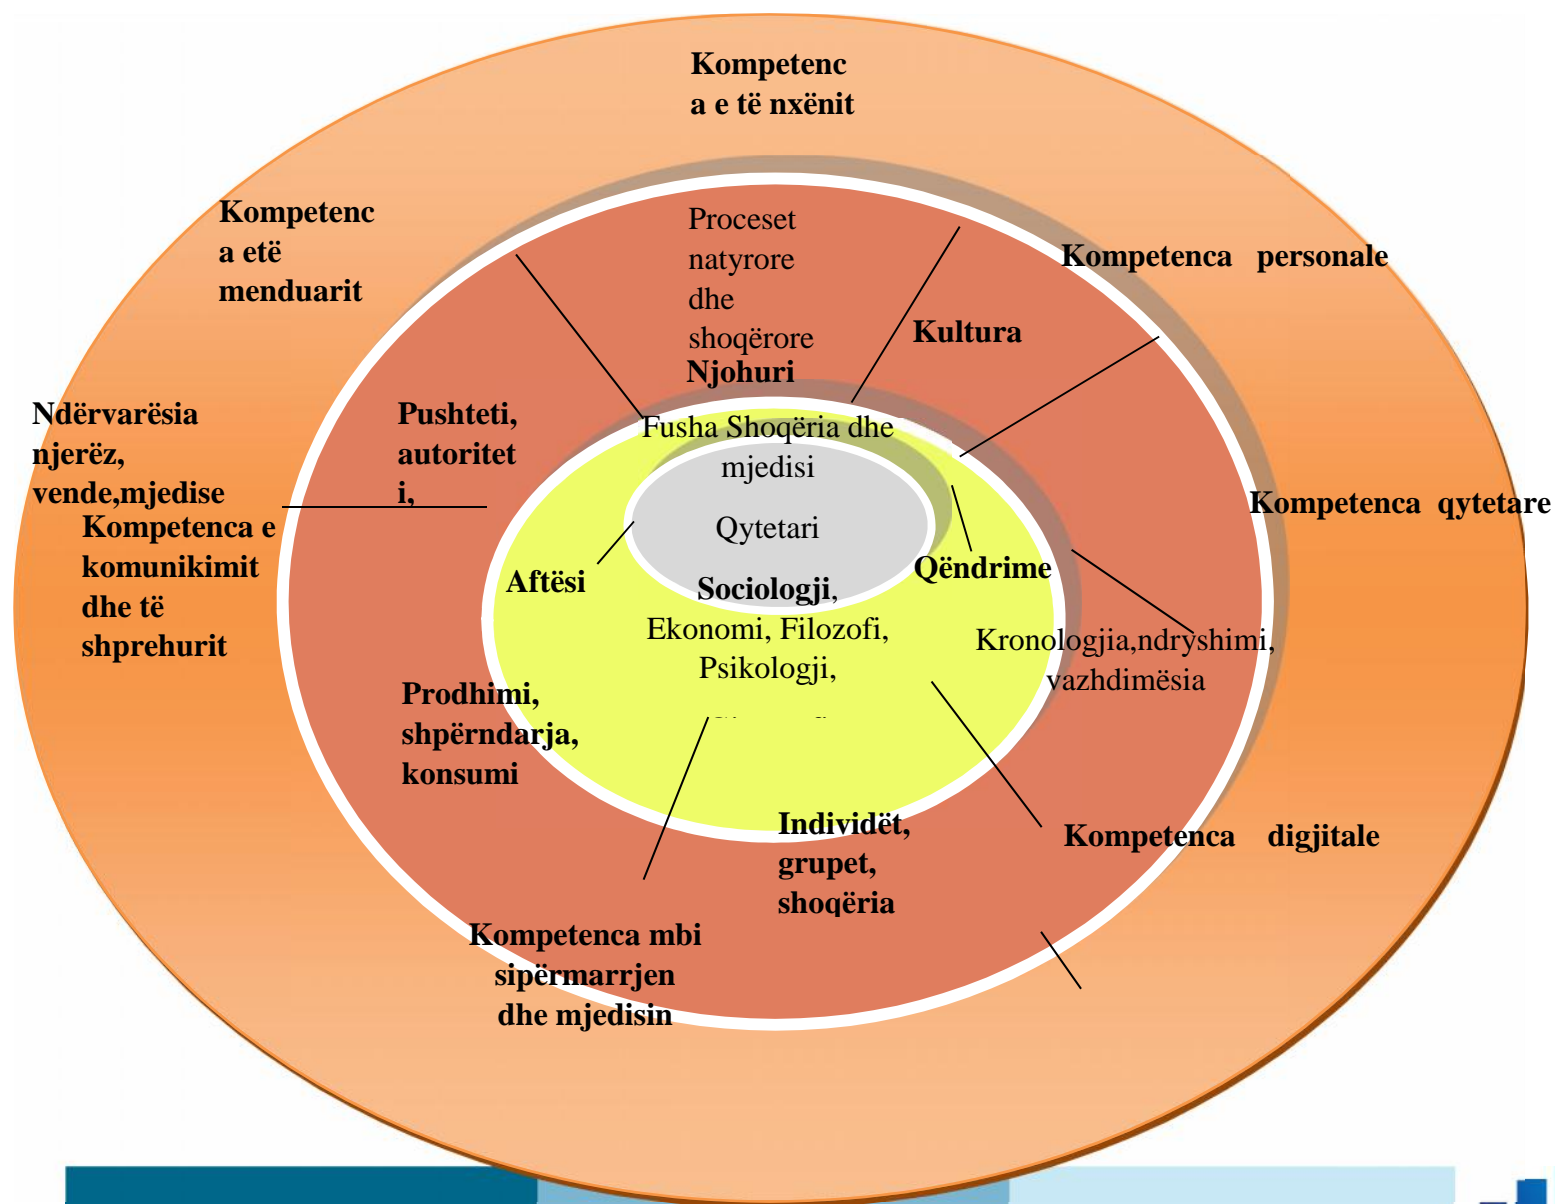 Kompetenc
a e të nxënit
Kompetenc
a etë
menduarit
Proceset
natyrore
dhe
shoqërore
Njohuri
Kultura
Kompetenca personale
Ndërvarësia
njerëz,
vende,mjedise
Kompetenca e
komunikimit
dhe të
shprehurit
Pushteti,
autoritet
i,
Fusha Shoqëria dhe
mjedisi
Qytetari
Sociologji,
Ekonomi, Filozofi,
Psikologji,
Aftësi
Qëndrime
Kompetenca qytetare
Kronologjia,ndryshimi,
vazhdimësia
Prodhimi,
shpërndarja,
konsumi
Individët,
grupet,
shoqëria
Kompetenca digjitale
Kompetenca mbi
sipërmarrjen
dhe mjedisin